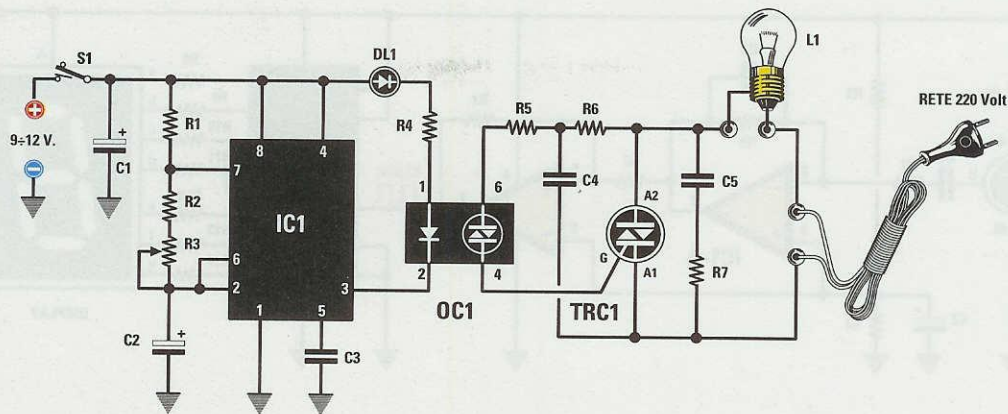 S1
DL1
L1
RETE 220 Volt
+
9÷12 V.
−
+
C1
R1
R2
R3
8
4
7
6
2
3
1
5
IC1
C2
+
C3
R4
1
6
2
4
OC1
R5
R6
C4
A2
G
A1
TRC1
C5
R7